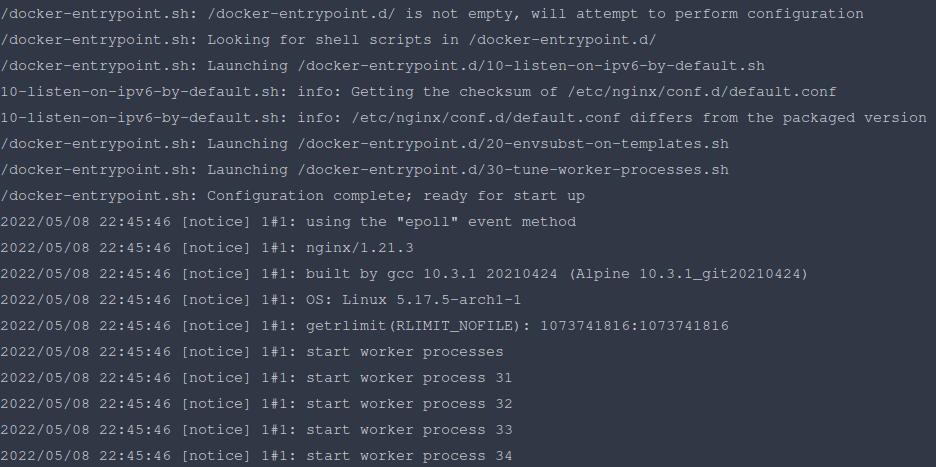 /docker-entrypoint.sh: /docker-entrypoint.d/ is not empty, will attempt to perform configuration
/docker-entrypoint.sh: Looking for shell scripts in /docker-entrypoint.d/
/docker-entrypoint.sh: Launching /docker-entrypoint.d/10-listen-on-ipv6-by-default.sh
10-listen-on-ipv6-by-default.sh: info: Getting the checksum of /etc/nginx/conf.d/default.conf
10-listen-on-ipv6-by-default.sh: info: /etc/nginx/conf.d/default.conf differs from the packaged version
/docker-entrypoint.sh: Launching /docker-entrypoint.d/20-envsubst-on-templates.sh
/docker-entrypoint.sh: Launching /docker-entrypoint.d/30-tune-worker-processes.sh
/docker-entrypoint.sh: Configuration complete; ready for start up
2022/05/08 22:45:46 [notice] 1#1: using the "epoll" event method
2022/05/08 22:45:46 [notice] 1#1: nginx/1.21.3
2022/05/08 22:45:46 [notice] 1#1: built by gcc 10.3.1 20210424 (Alpine 10.3.1_git20210424)
2022/05/08 22:45:46 [notice] 1#1: OS: Linux 5.17.5-arch1-1
2022/05/08 22:45:46 [notice] 1#1: getrlimit(RLIMIT_NOFILE): 1073741816:1073741816
2022/05/08 22:45:46 [notice] 1#1: start worker processes
2022/05/08 22:45:46 [notice] 1#1: start worker process 31
2022/05/08 22:45:46 [notice] 1#1: start worker process 32
2022/05/08 22:45:46 [notice] 1#1: start worker process 33
2022/05/08 22:45:46 [notice] 1#1: start worker process 34